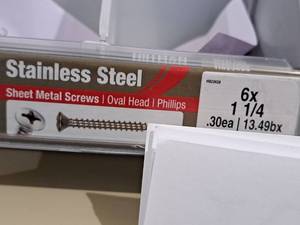 Stainless Steel
Sheet Metal Screws | Oval Head | Phillips
6x
1 1/4
.30ea | 13.49bx